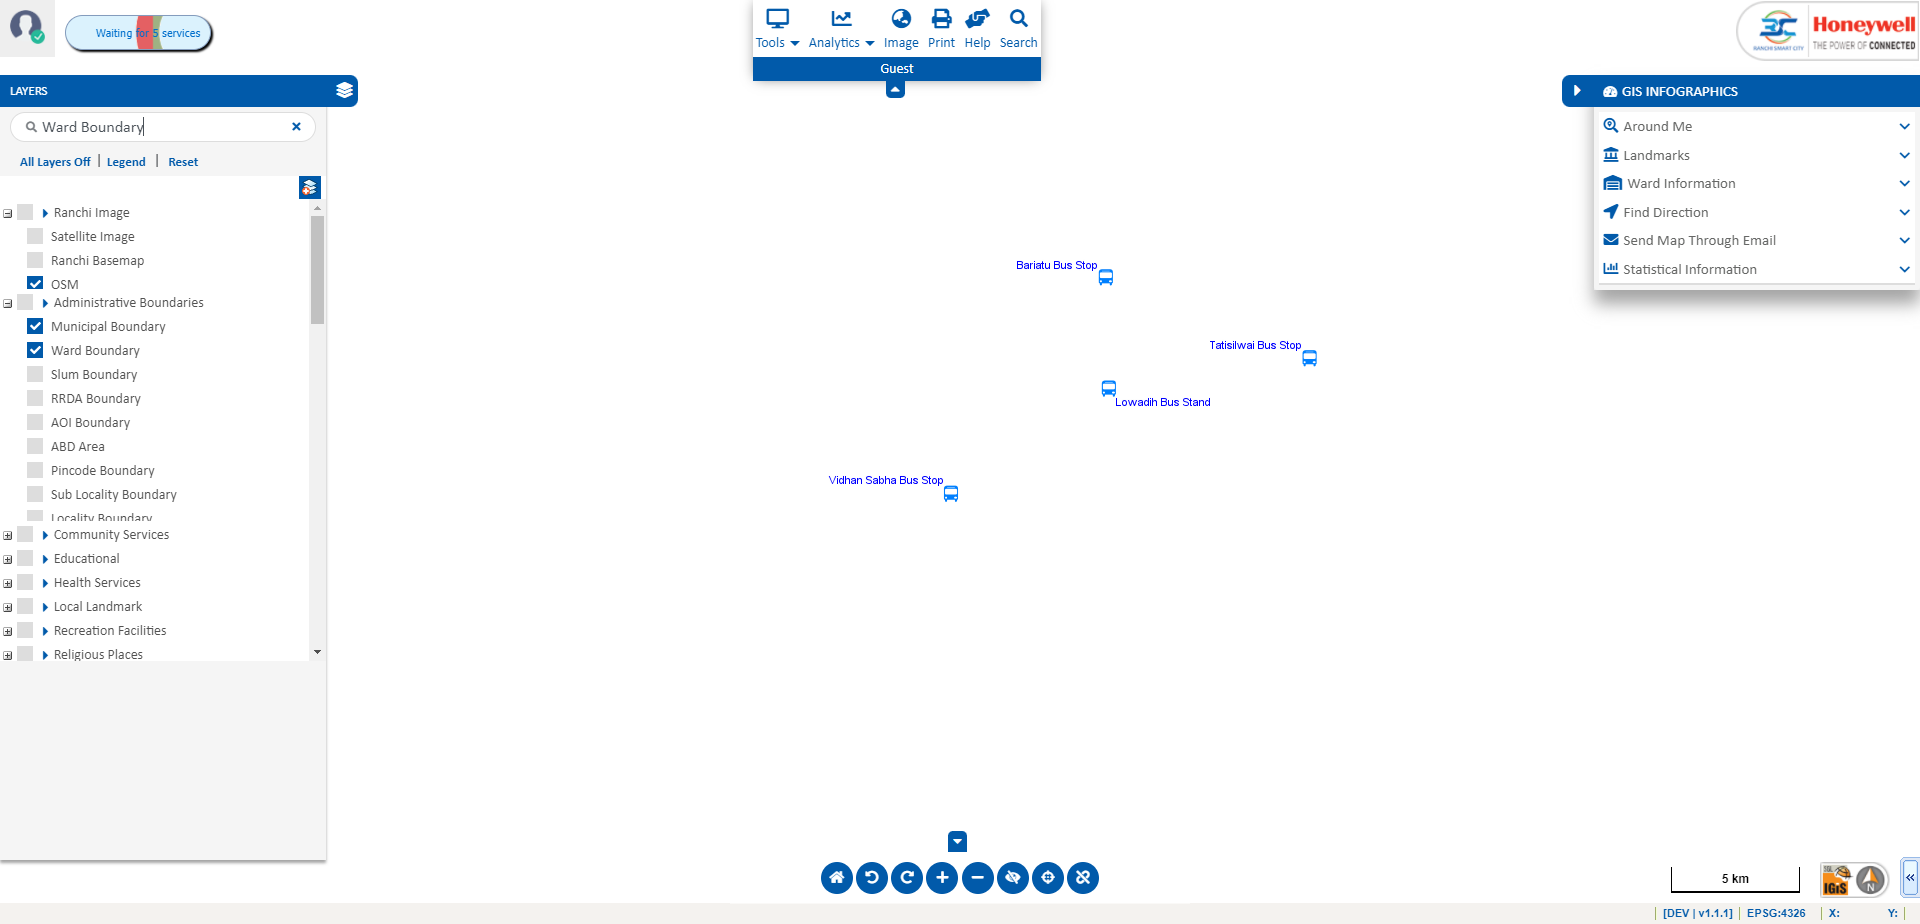 Waiting for 5 services
Tools
Analytics
Image
Print
Help
Search
Guest
RANCHI SMART CITY
Honeywell
THE POWER OF CONNECTED
LAYERS
Ward Boundary
All Layers Off
Legend
Reset
Ranchi Image
Satellite Image
Ranchi Basemap
OSM
Administrative Boundaries
Municipal Boundary
Ward Boundary
Slum Boundary
RRDA Boundary
AOI Boundary
ABD Area
Pincode Boundary
Sub Locality Boundary
Locality Boundary
Community Services
Educational
Health Services
Local Landmark
Recreation Facilities
Religious Places
Bariatu Bus Stop
Tatisilwai Bus Stop
Lowadih Bus Stand
Vidhan Sabha Bus Stop
GIS INFOGRAPHICS
Around Me
Landmarks
Ward Information
Find Direction
Send Map Through Email
Statistical Information
5 km
SGL
IGiS
N
[DEV | v1.1.1]
EPSG:4326
X:
Y: